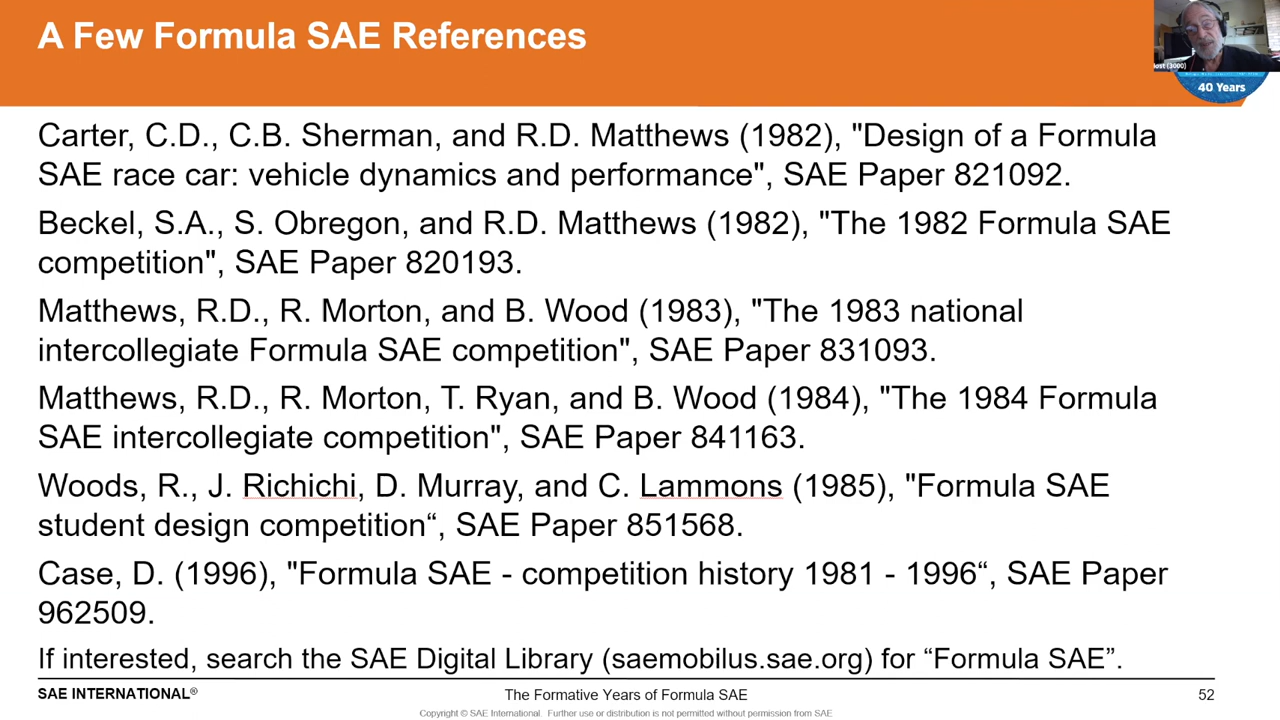 A Few Formula SAE References
40 Years
Carter, C.D., C.B. Sherman, and R.D. Matthews (1982), "Design of a Formula
SAE race car: vehicle dynamics and performance", SAE Paper 821092.
Beckel, S.A., S. Obregon, and R.D. Matthews (1982), "The 1982 Formula SAE
competition", SAE Paper 820193.
Matthews, R.D., R. Morton, and B. Wood (1983), "The 1983 national
intercollegiate Formula SAE competition", SAE Paper 831093.
Matthews, R.D., R. Morton, T. Ryan, and B. Wood (1984), "The 1984 Formula
SAE intercollegiate competition", SAE Paper 841163.
Woods, R., J. Richichi, D. Murray, and C. Lammons (1985), "Formula SAE
student design competition“, SAE Paper 851568.
Case, D. (1996), "Formula SAE - competition history 1981 - 1996“, SAE Paper
962509.
If interested, search the SAE Digital Library (saemobilus.sae.org) for “Formula SAE”.
SAE INTERNATIONAL® The Formative Years of Formula SAE 52
Copyright © SAE International. Further use or distribution is not permitted without permission from SAE